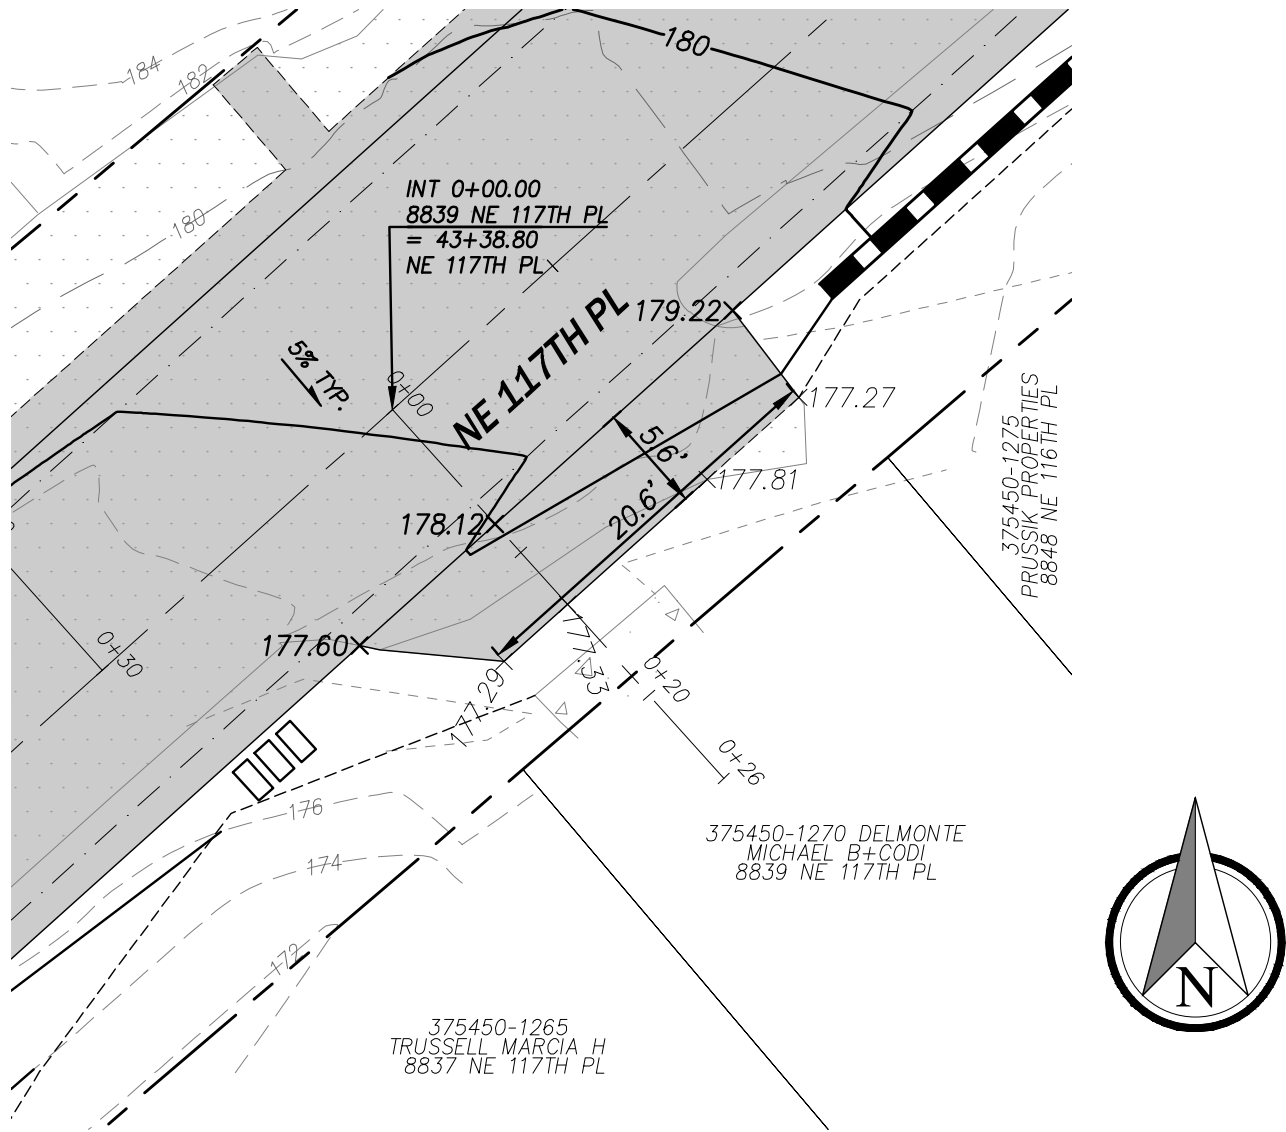 184
182
180
180
INT 0+00.00
8839 NE 117TH PL
= 43+38.80
NE 117TH PL
NE 117TH PL
179.22
5% TYP.
0+00
177.27
5.6'
177.81
20.6'
178.12
375450-1275
PRUSSIK PROPERTIES
8848 NE 116TH PL
0+30
177.60
177.33
177.29
0+20
0+26
176
375450-1270 DELMONTE
MICHAEL B+CODI
8839 NE 117TH PL
174
172
N
375450-1265
TRUSSELL MARCIA H
8837 NE 117TH PL